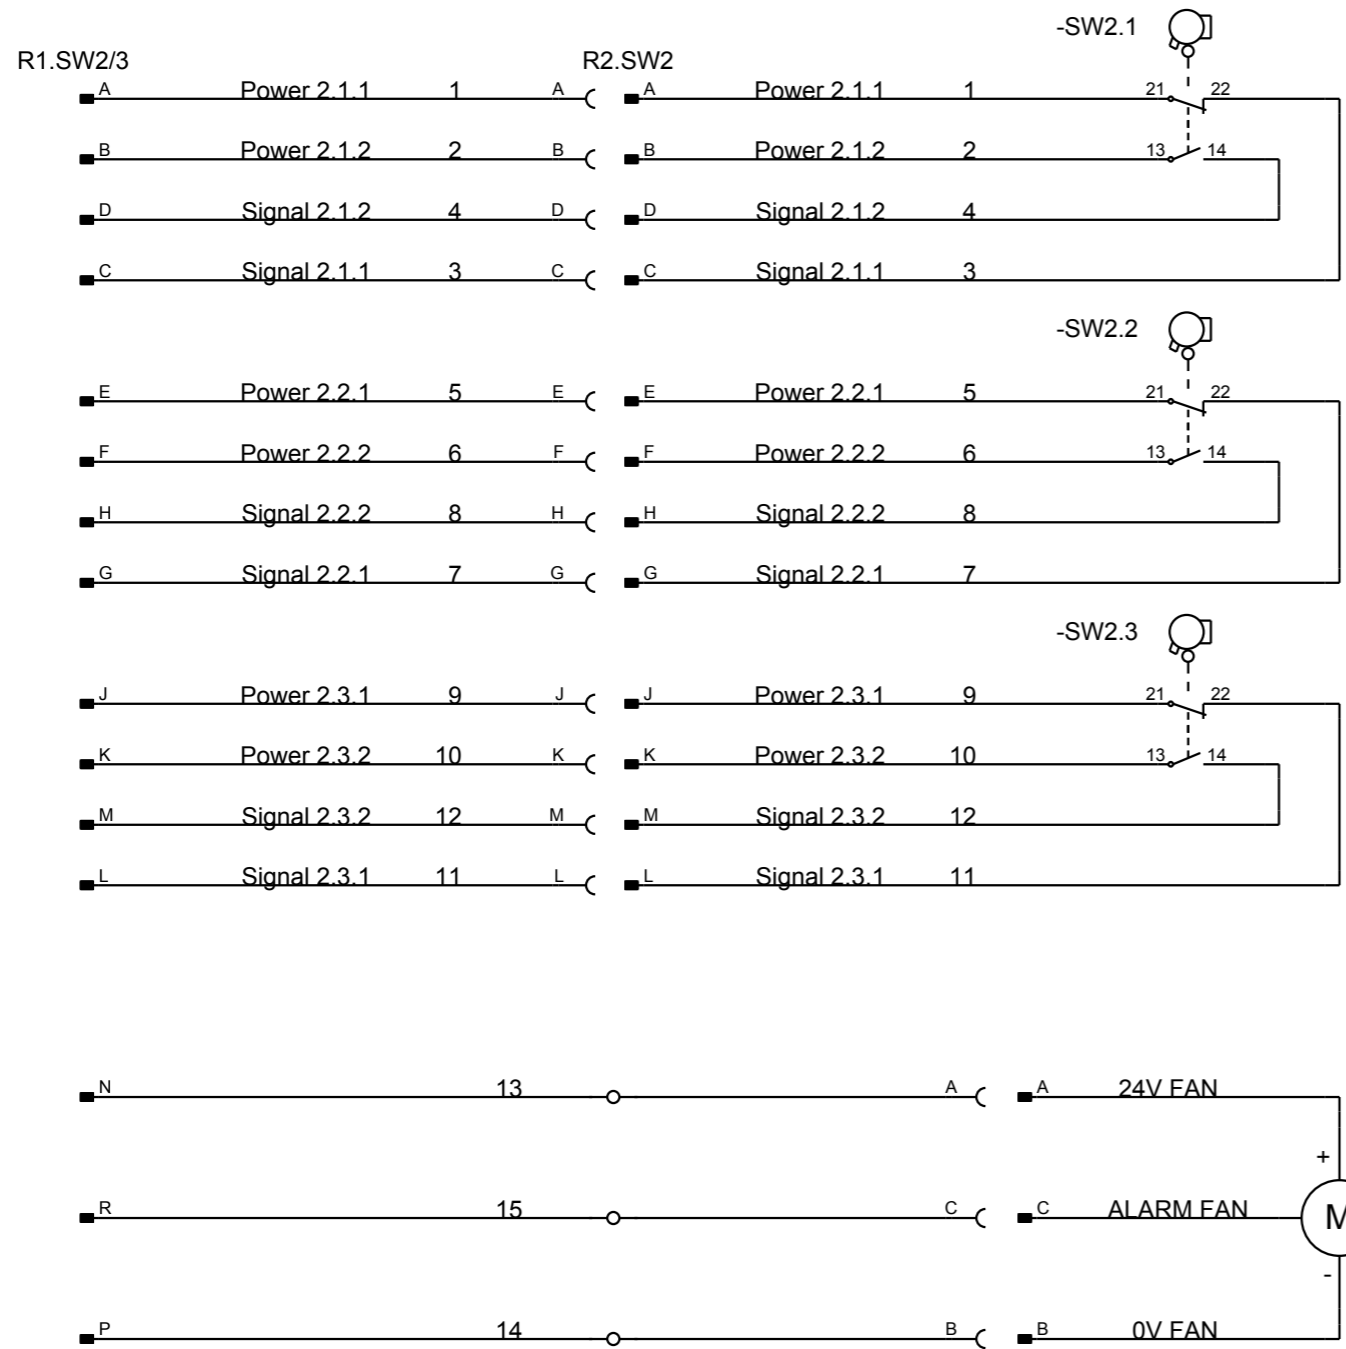 -SW2.1
R1.SW2/3 R2.SW2
A Power 2.1.1 1 A A Power 2.1.1 1 21 22
B Power 2.1.2 2 B B Power 2.1.2 2 13 14
D Signal 2.1.2 4 D D Signal 2.1.2 4
C Signal 2.1.1 3 C C Signal 2.1.1 3
-SW2.2
E Power 2.2.1 5 E E Power 2.2.1 5 21 22
F Power 2.2.2 6 F F Power 2.2.2 6 13 14
H Signal 2.2.2 8 H H Signal 2.2.2 8
G Signal 2.2.1 7 G G Signal 2.2.1 7
-SW2.3
J Power 2.3.1 9 J J Power 2.3.1 9 21 22
K Power 2.3.2 10 K K Power 2.3.2 10 13 14
M Signal 2.3.2 12 M M Signal 2.3.2 12
L Signal 2.3.1 11 L L Signal 2.3.1 11
N 13 A A 24V FAN
+
R 15 C C ALARM FAN M
-
P 14 B B 0V FAN